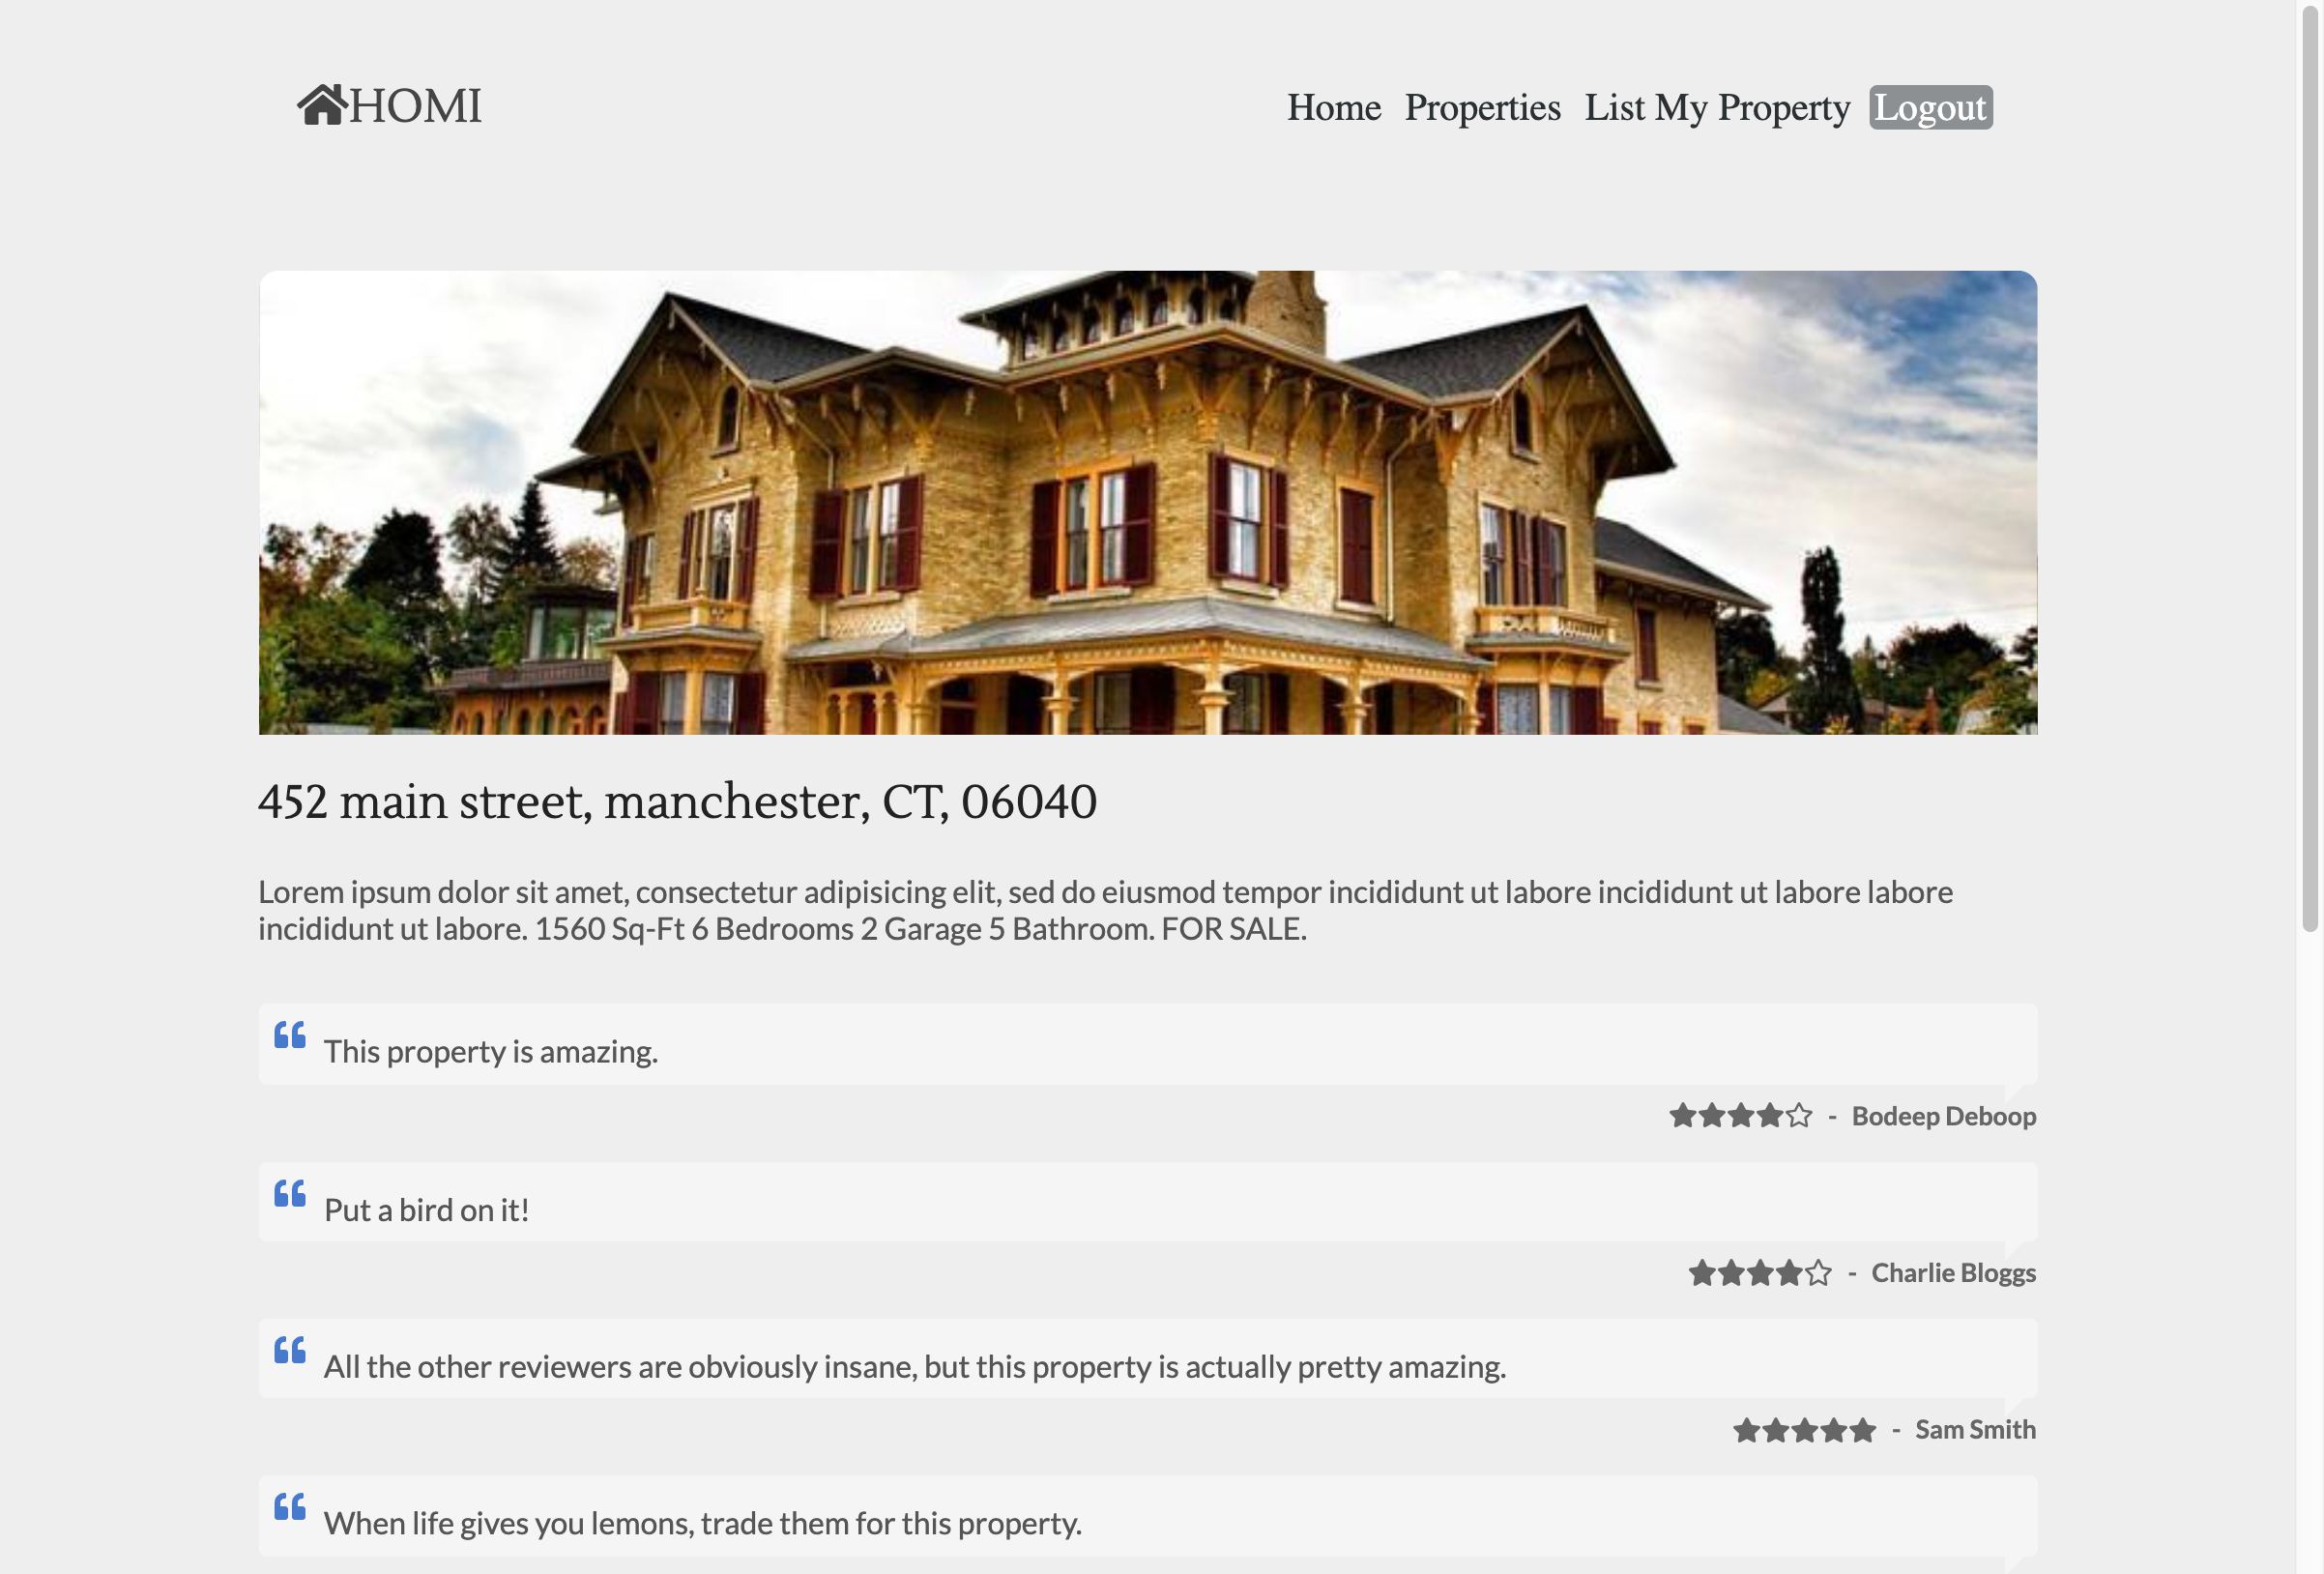 HOMI
Home Properties List My Property Logout
452 main street, manchester, CT, 06040
Lorem ipsum dolor sit amet, consectetur adipisicing elit, sed do eiusmod tempor incididunt ut labore incididunt ut labore labore
incididunt ut labore. 1560 Sq-Ft 6 Bedrooms 2 Garage 5 Bathroom. FOR SALE.
This property is amazing.
- Bodeep Deboop
Put a bird on it!
- Charlie Bloggs
All the other reviewers are obviously insane, but this property is actually pretty amazing.
- Sam Smith
When life gives you lemons, trade them for this property.